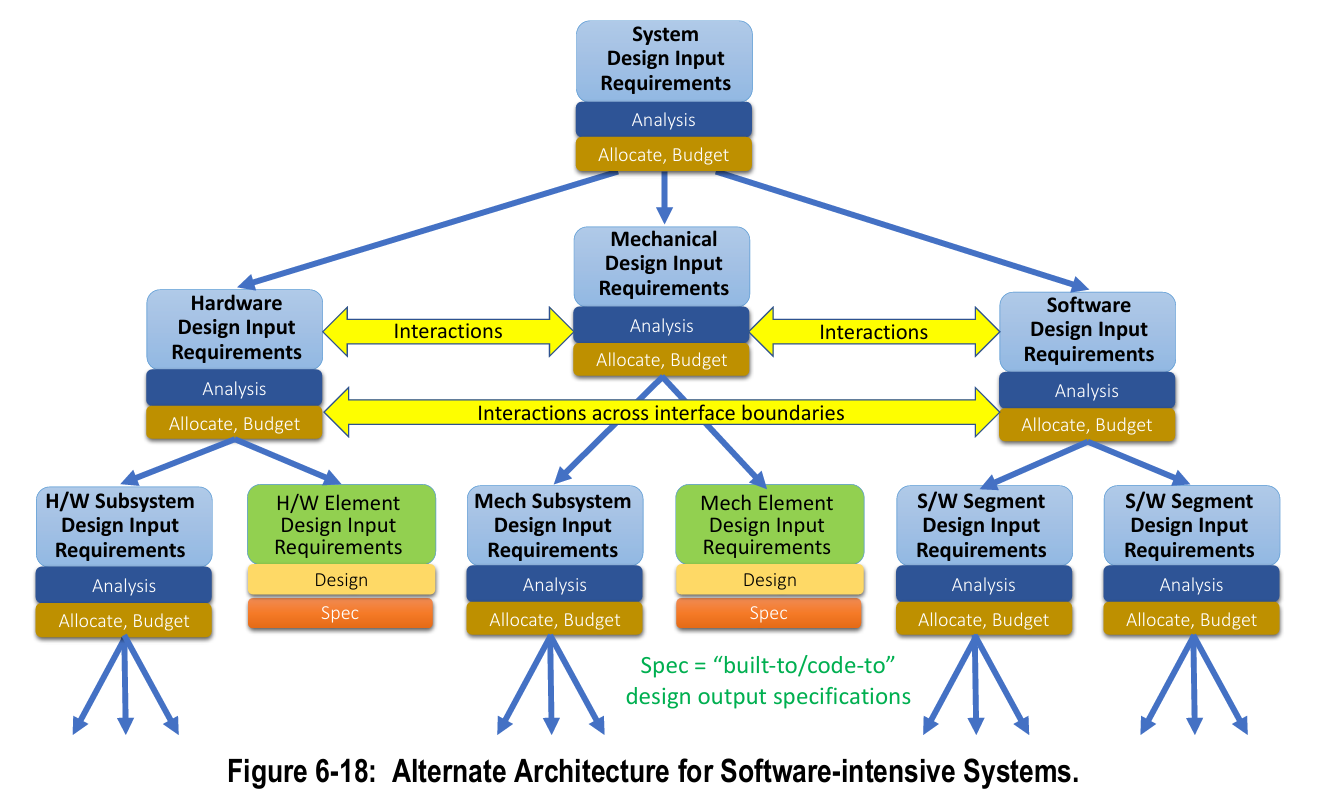 System
Design Input
Requirements
Analysis
Allocate, Budget
Mechanical
Design Input
Requirements
Analysis
Allocate, Budget
Hardware
Design Input
Requirements
Analysis
Allocate, Budget
Software
Design Input
Requirements
Analysis
Allocate, Budget
Interactions
Interactions
Interactions across interface boundaries
H/W Subsystem
Design Input
Requirements
Analysis
Allocate, Budget
H/W Element
Design Input
Requirements
Design
Spec
Mech Subsystem
Design Input
Requirements
Analysis
Allocate, Budget
Mech Element
Design Input
Requirements
Design
Spec
S/W Segment
Design Input
Requirements
Analysis
Allocate, Budget
S/W Segment
Design Input
Requirements
Analysis
Allocate, Budget
Spec = “built-to/code-to”
design output specifications
Figure 6-18: Alternate Architecture for Software-intensive Systems.